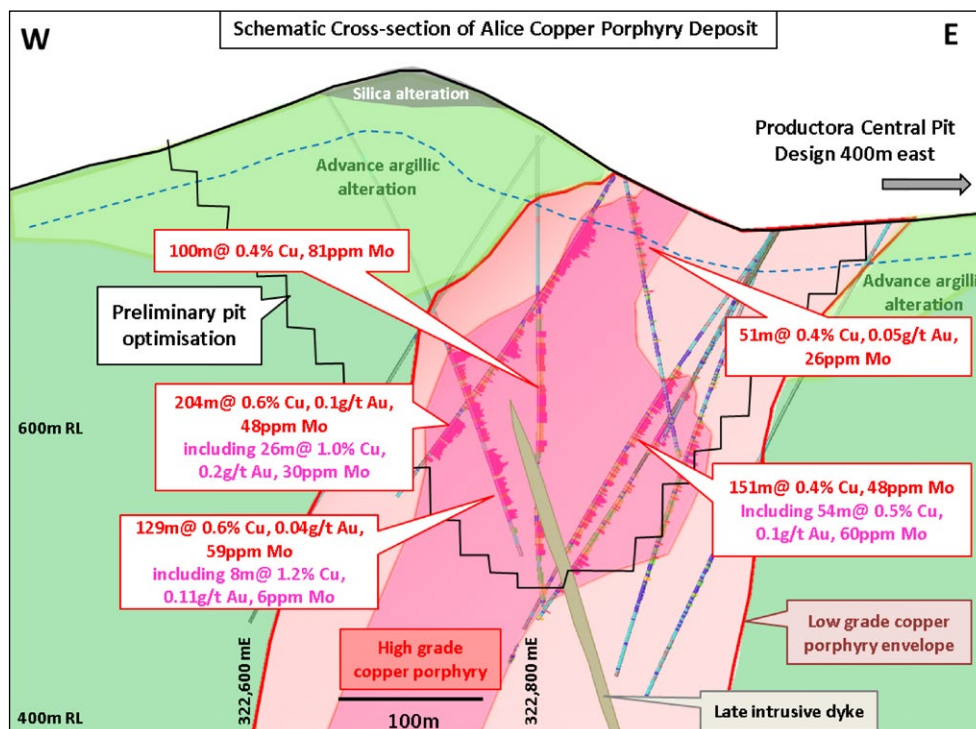 W
Schematic Cross-section of Alice Copper Porphyry Deposit
E
Silica alteration
Productora Central Pit
Design 400m east
Advance argillic
alteration
100m@ 0.4% Cu, 81ppm Mo
Preliminary pit
optimisation
Advance argilli
alteration
51m@ 0.4% Cu, 0.05g/t Au,
26ppm Mo
204m@ 0.6% Cu, 0.1g/t Au,
48ppm Mo
including 26m@ 1.0% Cu,
0.2g/t Au, 30ppm Mo
600m RL
151m@ 0.4% Cu, 48ppm Mo
Including 54m@ 0.5% Cu,
0.1g/t Au, 60ppm Mo
129m@ 0.6% Cu, 0.04g/t Au,
59ppm Mo
including 8m@ 1.2% Cu,
0.11g/t Au, 6ppm Mo
Low grade copper
porphyry envelope
High grade
copper porphyry
322,600 mE
322,800 mE
100m
Late intrusive dyke
400m RL